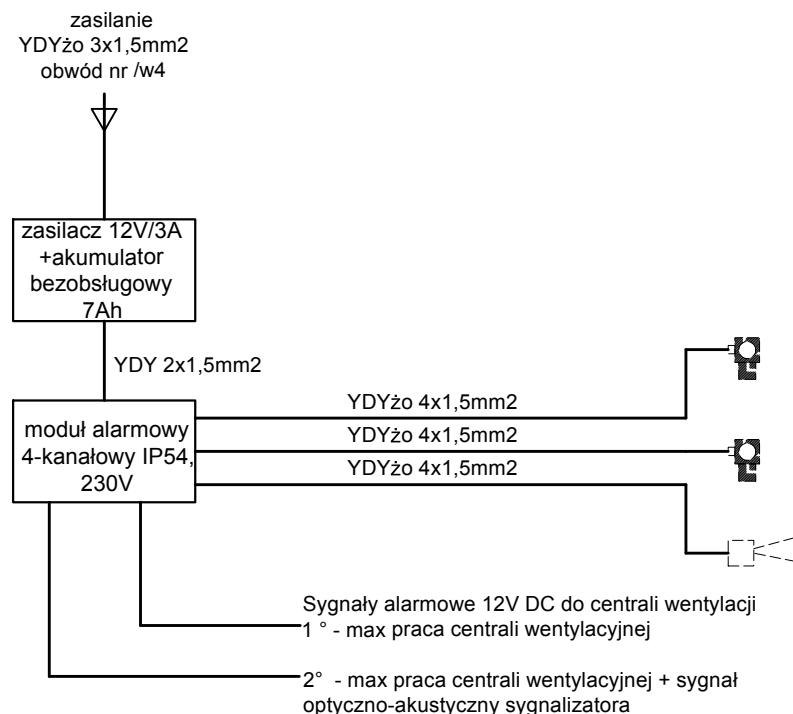 zasilanie
YDYżo 3x1,5mm2
obwód nr /w4
zasilacz 12V/3A
+akumulator
bezobsługowy
7Ah
YDY 2x1,5mm2
moduł alarmowy
4-kanałowy IP54,
230V
YDYżo 4x1,5mm2
YDYżo 4x1,5mm2
YDYżo 4x1,5mm2
Sygnały alarmowe 12V DC do centrali wentylacji
1 ° - max praca centrali wentylacyjnej
2° - max praca centrali wentylacyjnej + sygnał
optyczno-akustyczny sygnalizatora